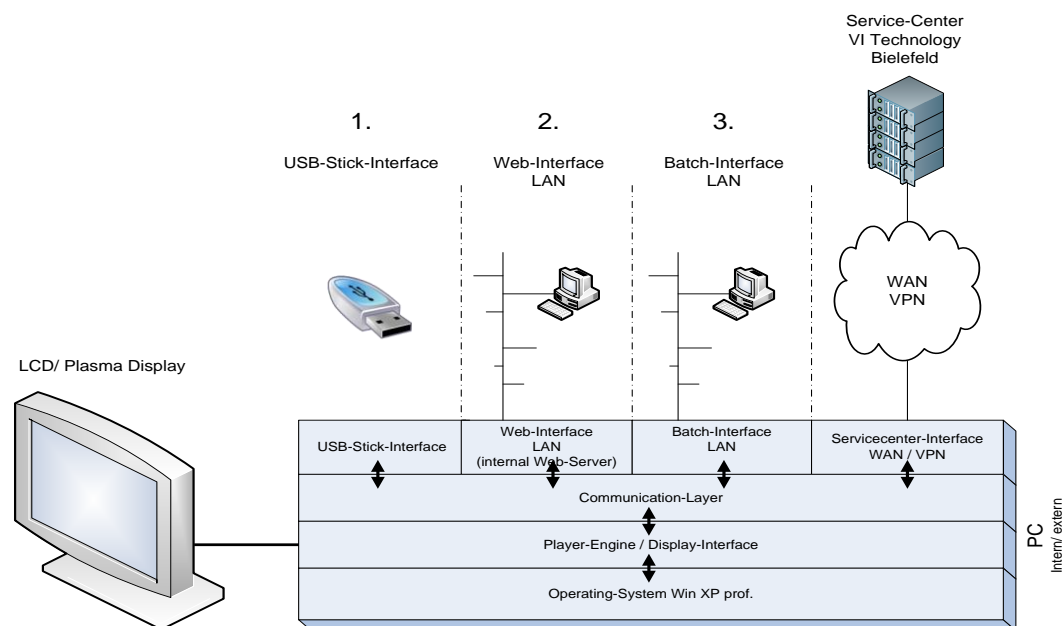 Service-Center
VI Technology
Bielefeld
1.
2.
3.
USB-Stick-Interface
Web-Interface
LAN
Batch-Interface
LAN
WAN
VPN
LCD/ Plasma Display
USB-Stick-Interface
Web-Interface
LAN
(internal Web-Server)
Batch-Interface
LAN
Servicecenter-Interface
WAN / VPN
Communication-Layer
Player-Engine / Display-Interface
Operating-System Win XP prof.
PC
Intern/ extern